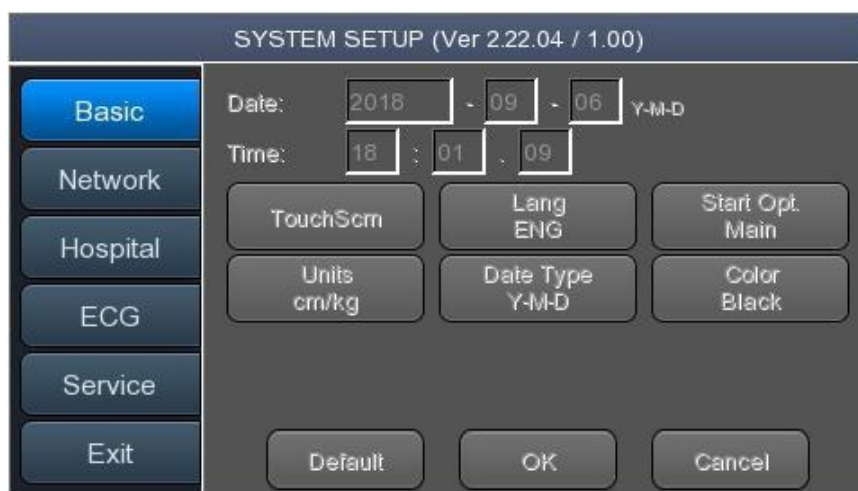 SYSTEM SETUP (Ver 2.22.04 / 1.00)
Basic
Network
Hospital
ECG
Service
Exit
Date: 2018 - 09 - 06 Y-M-D
Time: 18 : 01 . 09
TouchScrn
Lang
ENG
Start Opt.
Main
Units
cm/kg
Date Type
Y-M-D
Color
Black
Default
OK
Cancel